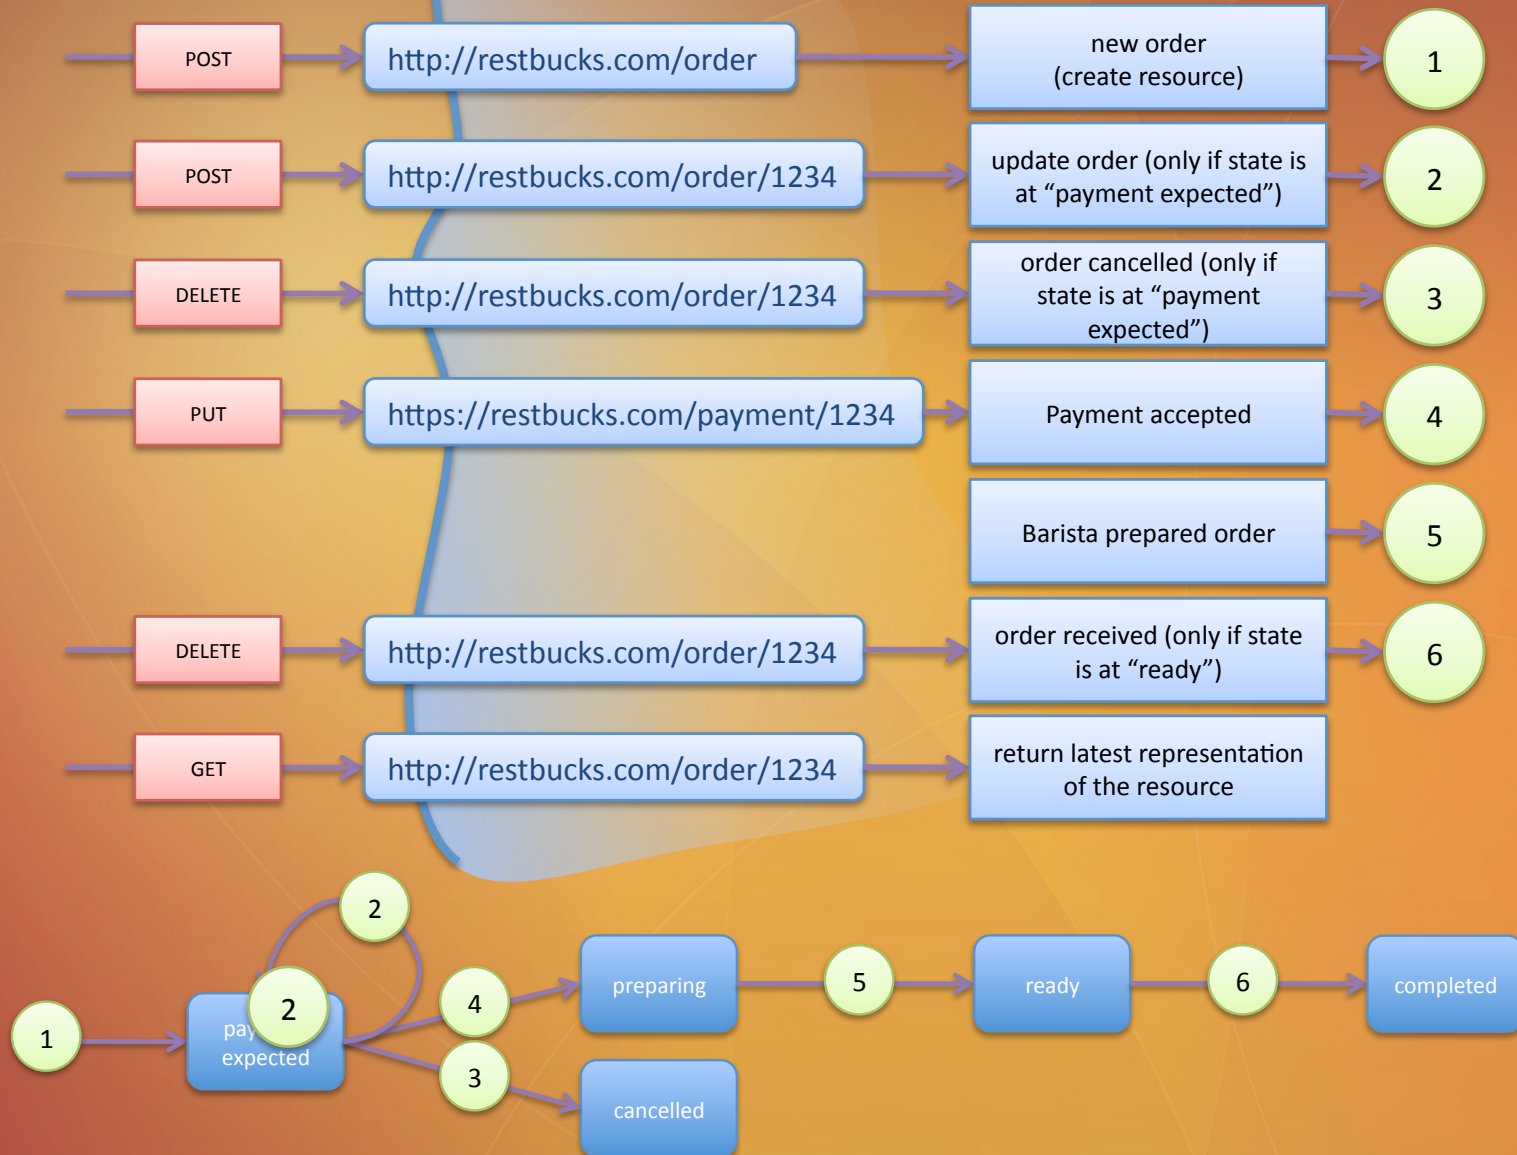 POST
http://restbucks.com/order
new order
(create resource)
1
POST
http://restbucks.com/order/1234
update order (only if state is
at “payment expected”)
2
DELETE
http://restbucks.com/order/1234
order cancelled (only if
state is at “payment
expected”)
3
PUT
https://restbucks.com/payment/1234
Payment accepted
4
Barista prepared order
5
DELETE
http://restbucks.com/order/1234
order received (only if state
is at “ready”)
6
GET
http://restbucks.com/order/1234
return latest representation
of the resource
2
1
2
expected
4
3
preparing
cancelled
5
ready
6
completed